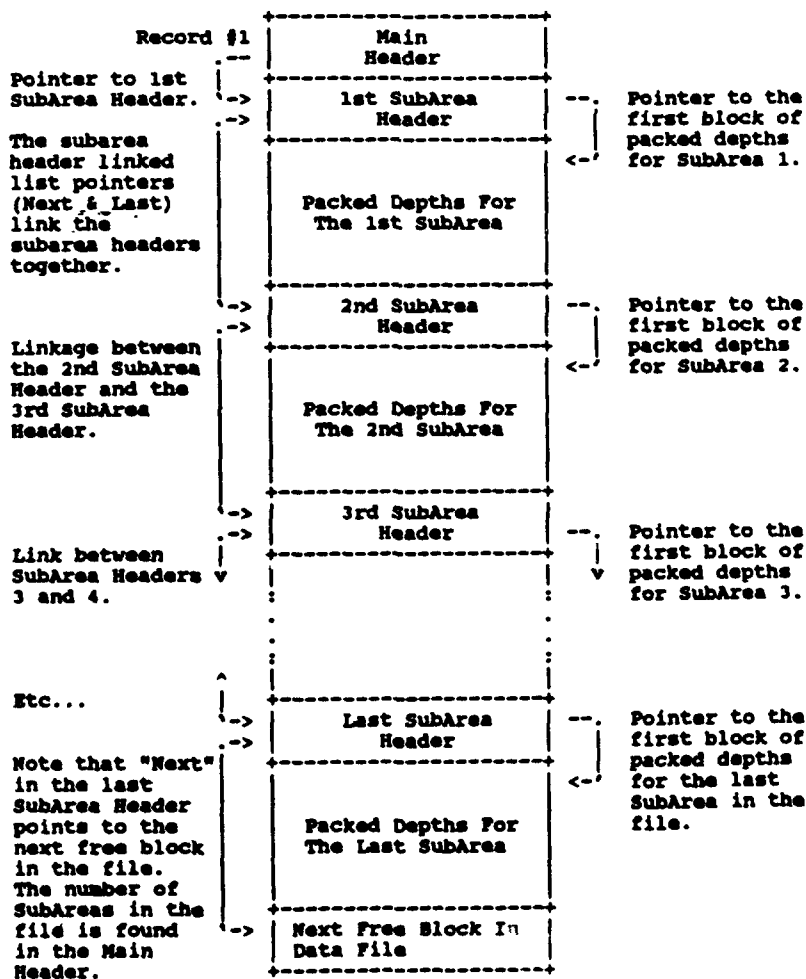 Record #1
Main
Header
Pointer to 1st
SubArea Header.
1st SubArea
Header
Pointer to the
first block of
packed depths
for SubArea 1.
The subarea
header linked
list pointers
(Next & Last)
link the
subarea headers
together.
Packed Depths For
The 1st SubArea
2nd SubArea
Header
Pointer to the
first block of
packed depths
for SubArea 2.
Linkage between
the 2nd SubArea
Header and the
3rd SubArea
Header.
Packed Depths For
The 2nd SubArea
3rd SubArea
Header
Pointer to the
first block of
packed depths
for SubArea 3.
Link between
SubArea Headers
3 and 4.
Etc...
Last SubArea
Header
Pointer to the
first block of
packed depths
for the last
SubArea in the
file.
Note that "Next"
in the last
SubArea Header
points to the
next free block
in the file.
The number of
SubAreas in the
file is found
in the Main
Header.
Packed Depths For
The Last SubArea
Next Free Block In
Data File